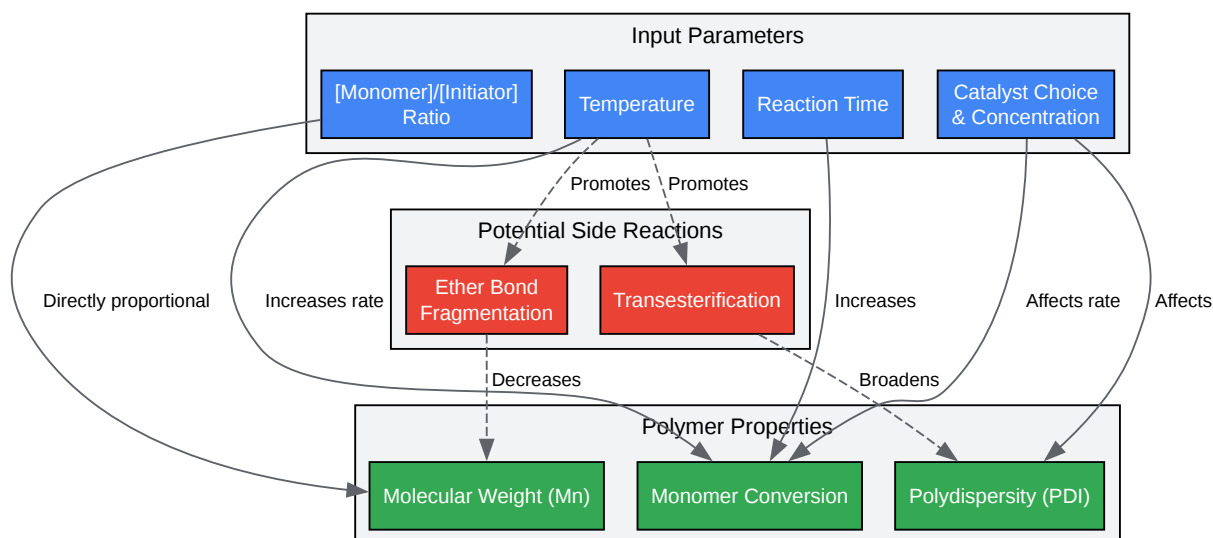 Input Parameters
[Monomer]/[Initiator]
Ratio
Temperature
Reaction Time
Catalyst Choice
& Concentration
Promotes
Promotes
Potential Side Reactions
Ether Bond
Fragmentation
Transesterification
Directly proportional
Increases rate
Increases
Affects rate
Affects
Decreases
Broadens
Polymer Properties
Molecular Weight (Mn)
Monomer Conversion
Polydispersity (PDI)